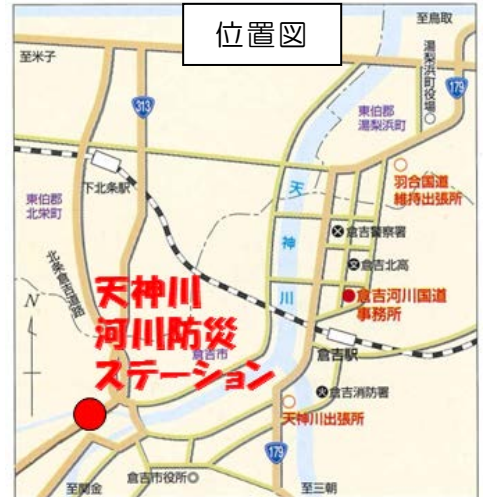 位置図
至鳥取
至米子
湯梨浜町役場
179
313
東伯郡
湯梨浜町
羽合国道
維持出張所
下北条駅
東伯郡
北栄町
天神川
倉吉警察署
文
倉吉北高
北条倉吉道路
N
倉吉河川国道
事務所
天神川
河川防災
ステーション
倉吉市
倉吉駅
火
倉吉消防署
天神川出張所
179
倉吉市役所
至関金
至三朝